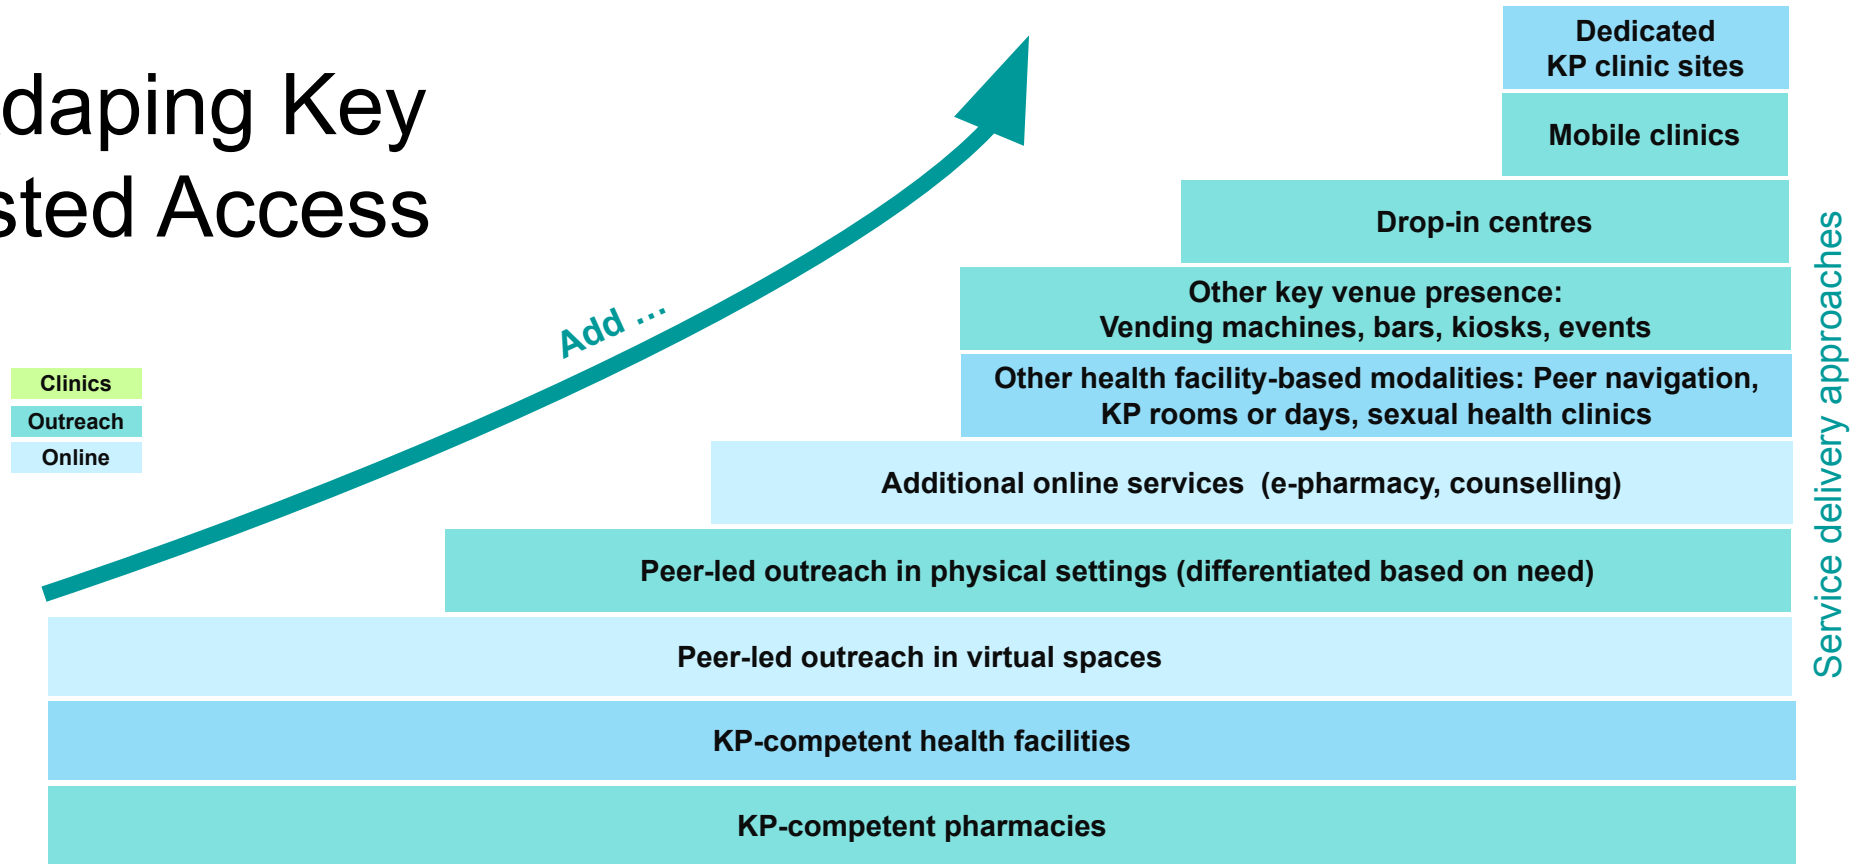 daping Key
sted Access
Add ...
Clinics
Outreach
Online
Dedicated
KP clinic sites
Mobile clinics
Drop-in centres
Other key venue presence:
Vending machines, bars, kiosks, events
Other health facility-based modalities: Peer navigation,
KP rooms or days, sexual health clinics
Additional online services (e-pharmacy, counselling)
Peer-led outreach in physical settings (differentiated based on need)
Peer-led outreach in virtual spaces
KP-competent health facilities
KP-competent pharmacies
Service delivery approaches